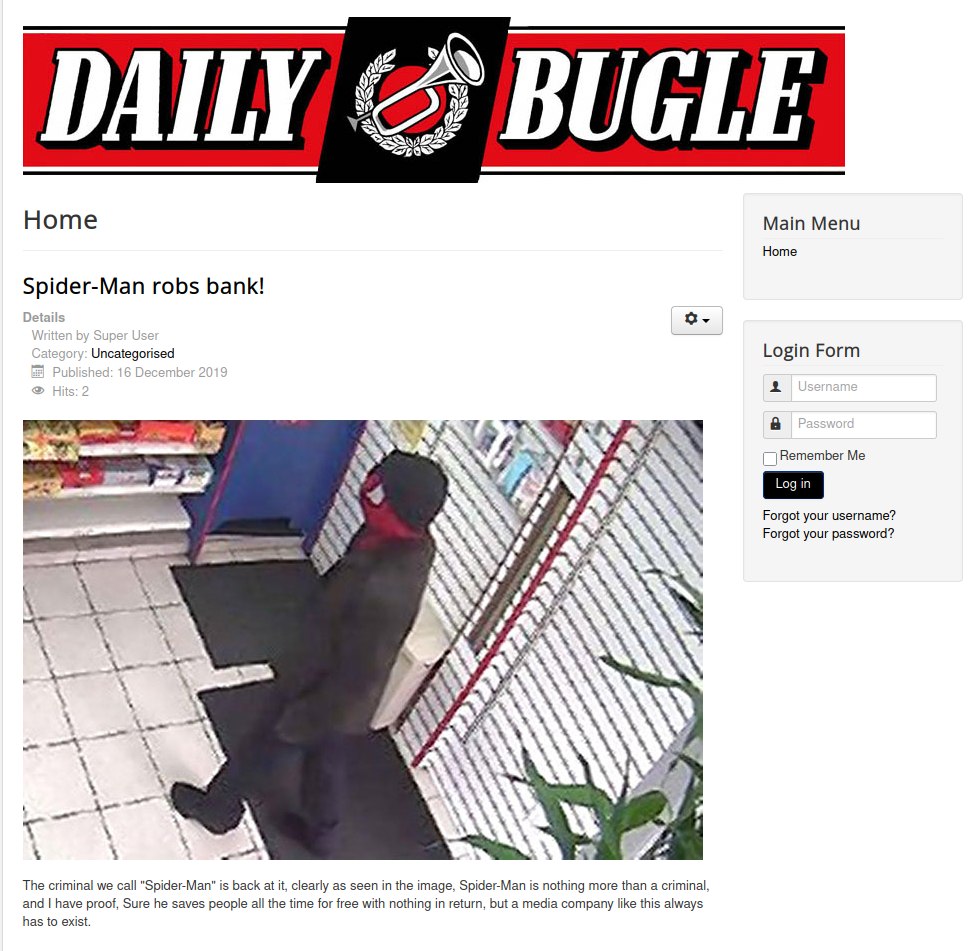 DAILY BUGLE
Home
Spider-Man robs bank!
Details
Written by Super User
Category: Uncategorised
Published: 16 December 2019
Hits: 2
The criminal we call "Spider-Man" is back at it, clearly as seen in the image, Spider-Man is nothing more than a criminal,
and I have proof, Sure he saves people all the time for free with nothing in return, but a media company like this always
has to exist.
Main Menu
Home
Login Form
Username
Password
Remember Me
Log in
Forgot your username?
Forgot your password?